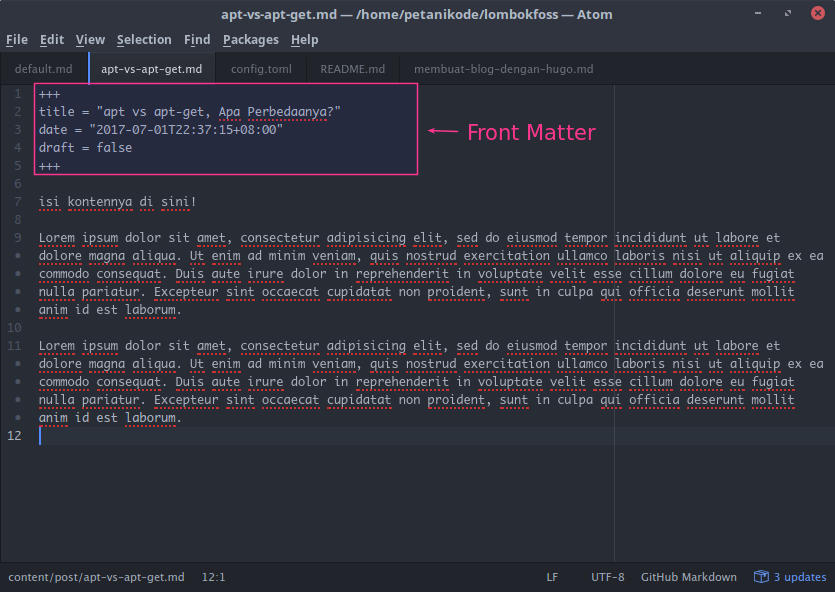 apt-vs-apt-get.md — /home/petanikode/lombokfoss — Atom
File Edit View Selection Find Packages Help
default.md apt-vs-apt-get.md config.toml README.md membuat-blog-dengan-hugo.md
1 +++
2 title = "apt vs apt-get, Apa Perbedaanya?"
3 date = "2017-07-01T22:37:15+08:00"
Front Matter
4 draft = false
5 +++
6
7 isi kontennya di sini!
8
9 Lorem ipsum dolor sit amet, consectetur adipisicing elit, sed do eiusmod tempor incididunt ut labore et
• dolore magna aliqua. Ut enim ad minim veniam, quis nostrud exercitation ullamco laboris nisi ut aliquip ex ea
• commodo consequat. Duis aute irure dolor in reprehenderit in voluptate velit esse cillum dolore eu fugiat
• nulla pariatur. Excepteur sint occaecat cupidatat non proident, sunt in culpa qui officia deserunt mollit
• anim id est laborum.
10
11 Lorem ipsum dolor sit amet, consectetur adipisicing elit, sed do eiusmod tempor incididunt ut labore et
• dolore magna aliqua. Ut enim ad minim veniam, quis nostrud exercitation ullamco laboris nisi ut aliquip ex ea
• commodo consequat. Duis aute irure dolor in reprehenderit in voluptate velit esse cillum dolore eu fugiat
• nulla pariatur. Excepteur sint occaecat cupidatat non proident, sunt in culpa qui officia deserunt mollit
• anim id est laborum.
12
content/post/apt-vs-apt-get.md 12:1 LF UTF-8 GitHub Markdown 3 updates